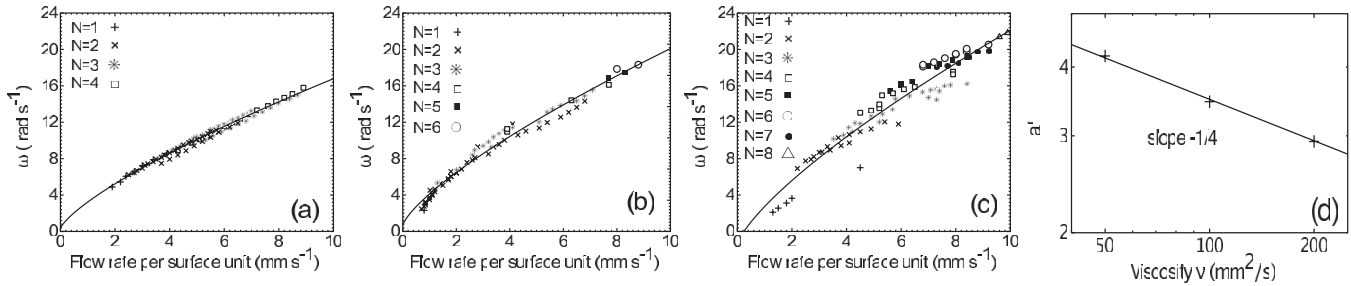 24
20
16
12
8
4
0
ω (rad s⁻¹)
N=1
N=2
N=3
N=4
(a)
0 2 4 6 8 10
Flow rate per surface unit (mm s⁻¹)
24
20
16
12
8
4
0
ω (rad s⁻¹)
N=1
N=2
N=3
N=4
N=5
N=6
(b)
0 2 4 6 8 10
Flow rate per surface unit (mm s⁻¹)
24
20
16
12
8
4
0
ω (rad s⁻¹)
N=1
N=2
N=3
N=4
N=5
N=6
N=7
N=8
(c)
0 2 4 6 8 10
Flow rate per surface unit (mm s⁻¹)
4
3
2
a'
slope -1/4
(d)
50 100 200
Viscosity ν (mm²/s)